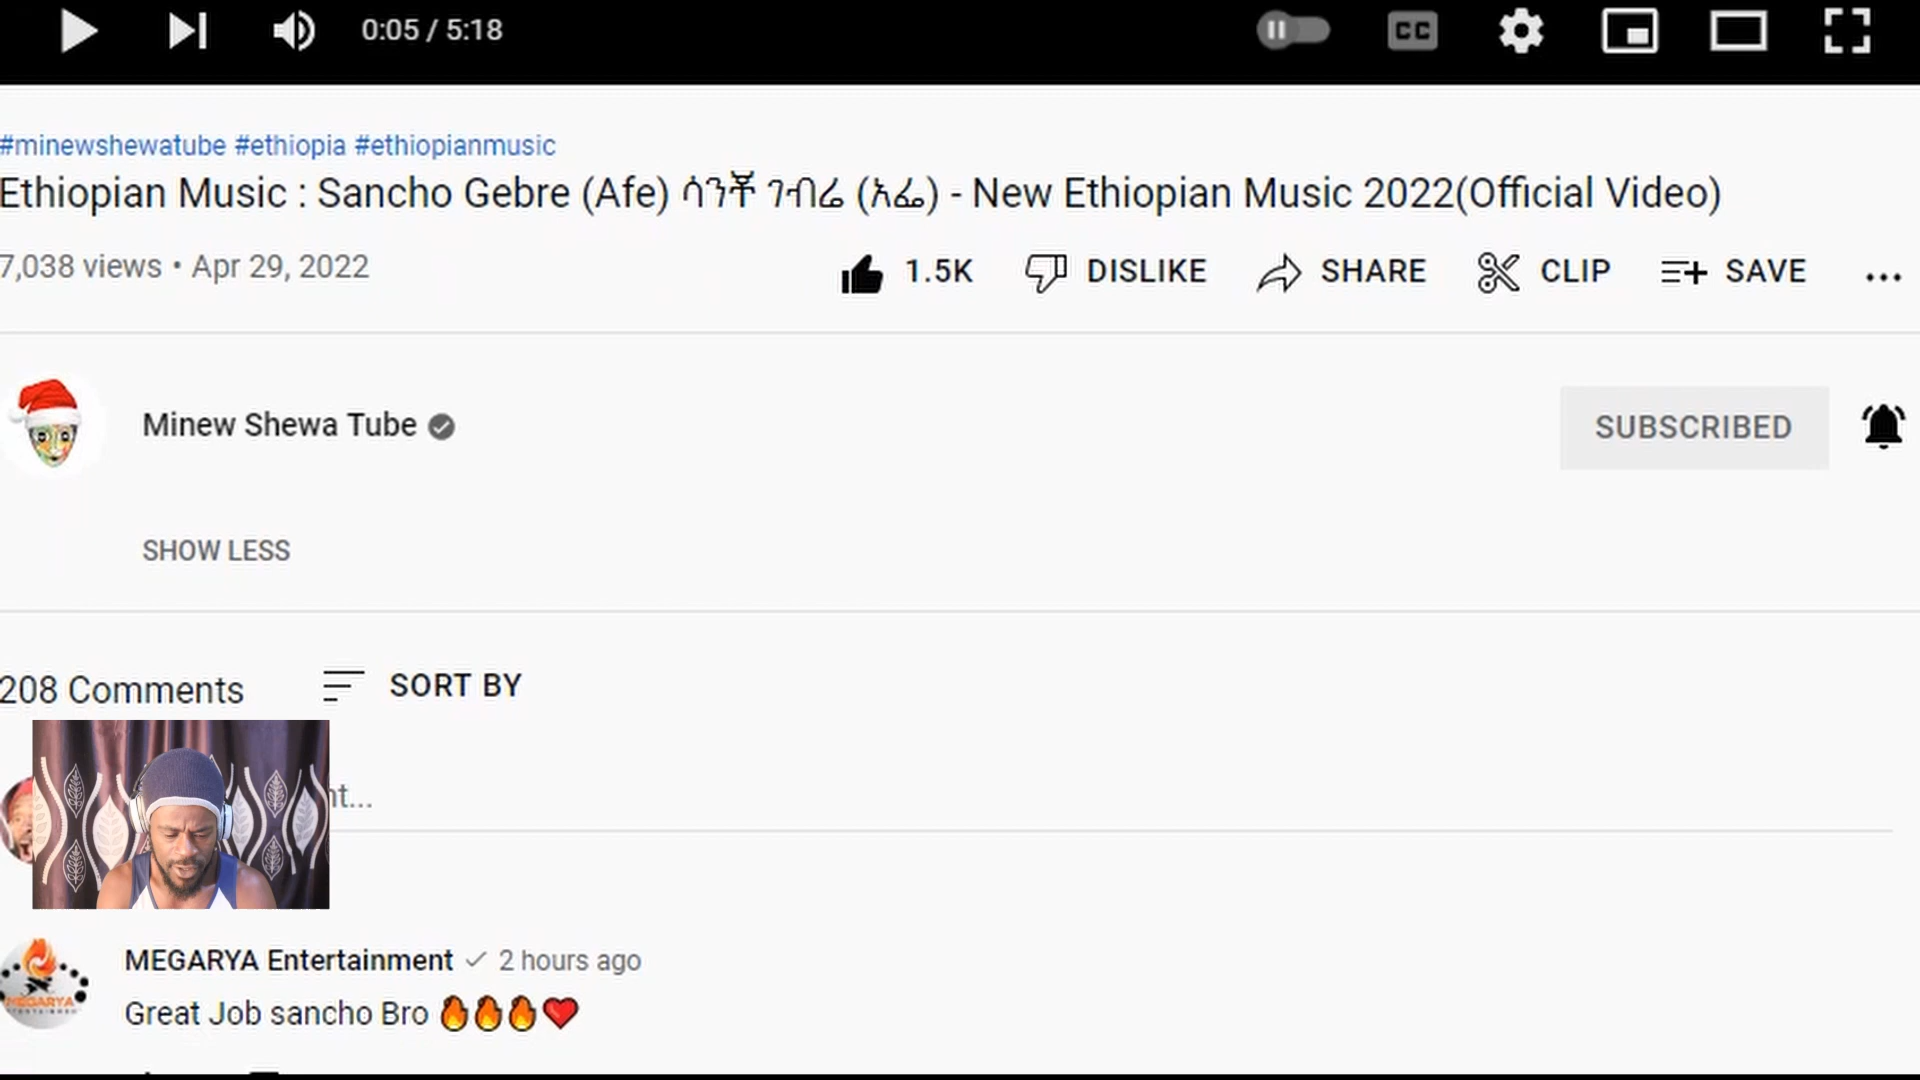 0:05 / 5:18
CC
#minewshewatube #ethiopia #ethiopianmusic
Ethiopian Music : Sancho Gebre (Afe) ሳንቾ ገብሬ (አፌ) - New Ethiopian Music 2022(Official Video)
7,038 views • Apr 29, 2022
1.5K DISLIKE SHARE CLIP SAVE ...
Minew Shewa Tube
SUBSCRIBED
SHOW LESS
208 Comments
SORT BY
MEGARYA Entertainment 2 hours ago
MEGARYA
Great Job sancho Bro 🔥🔥🔥❤️